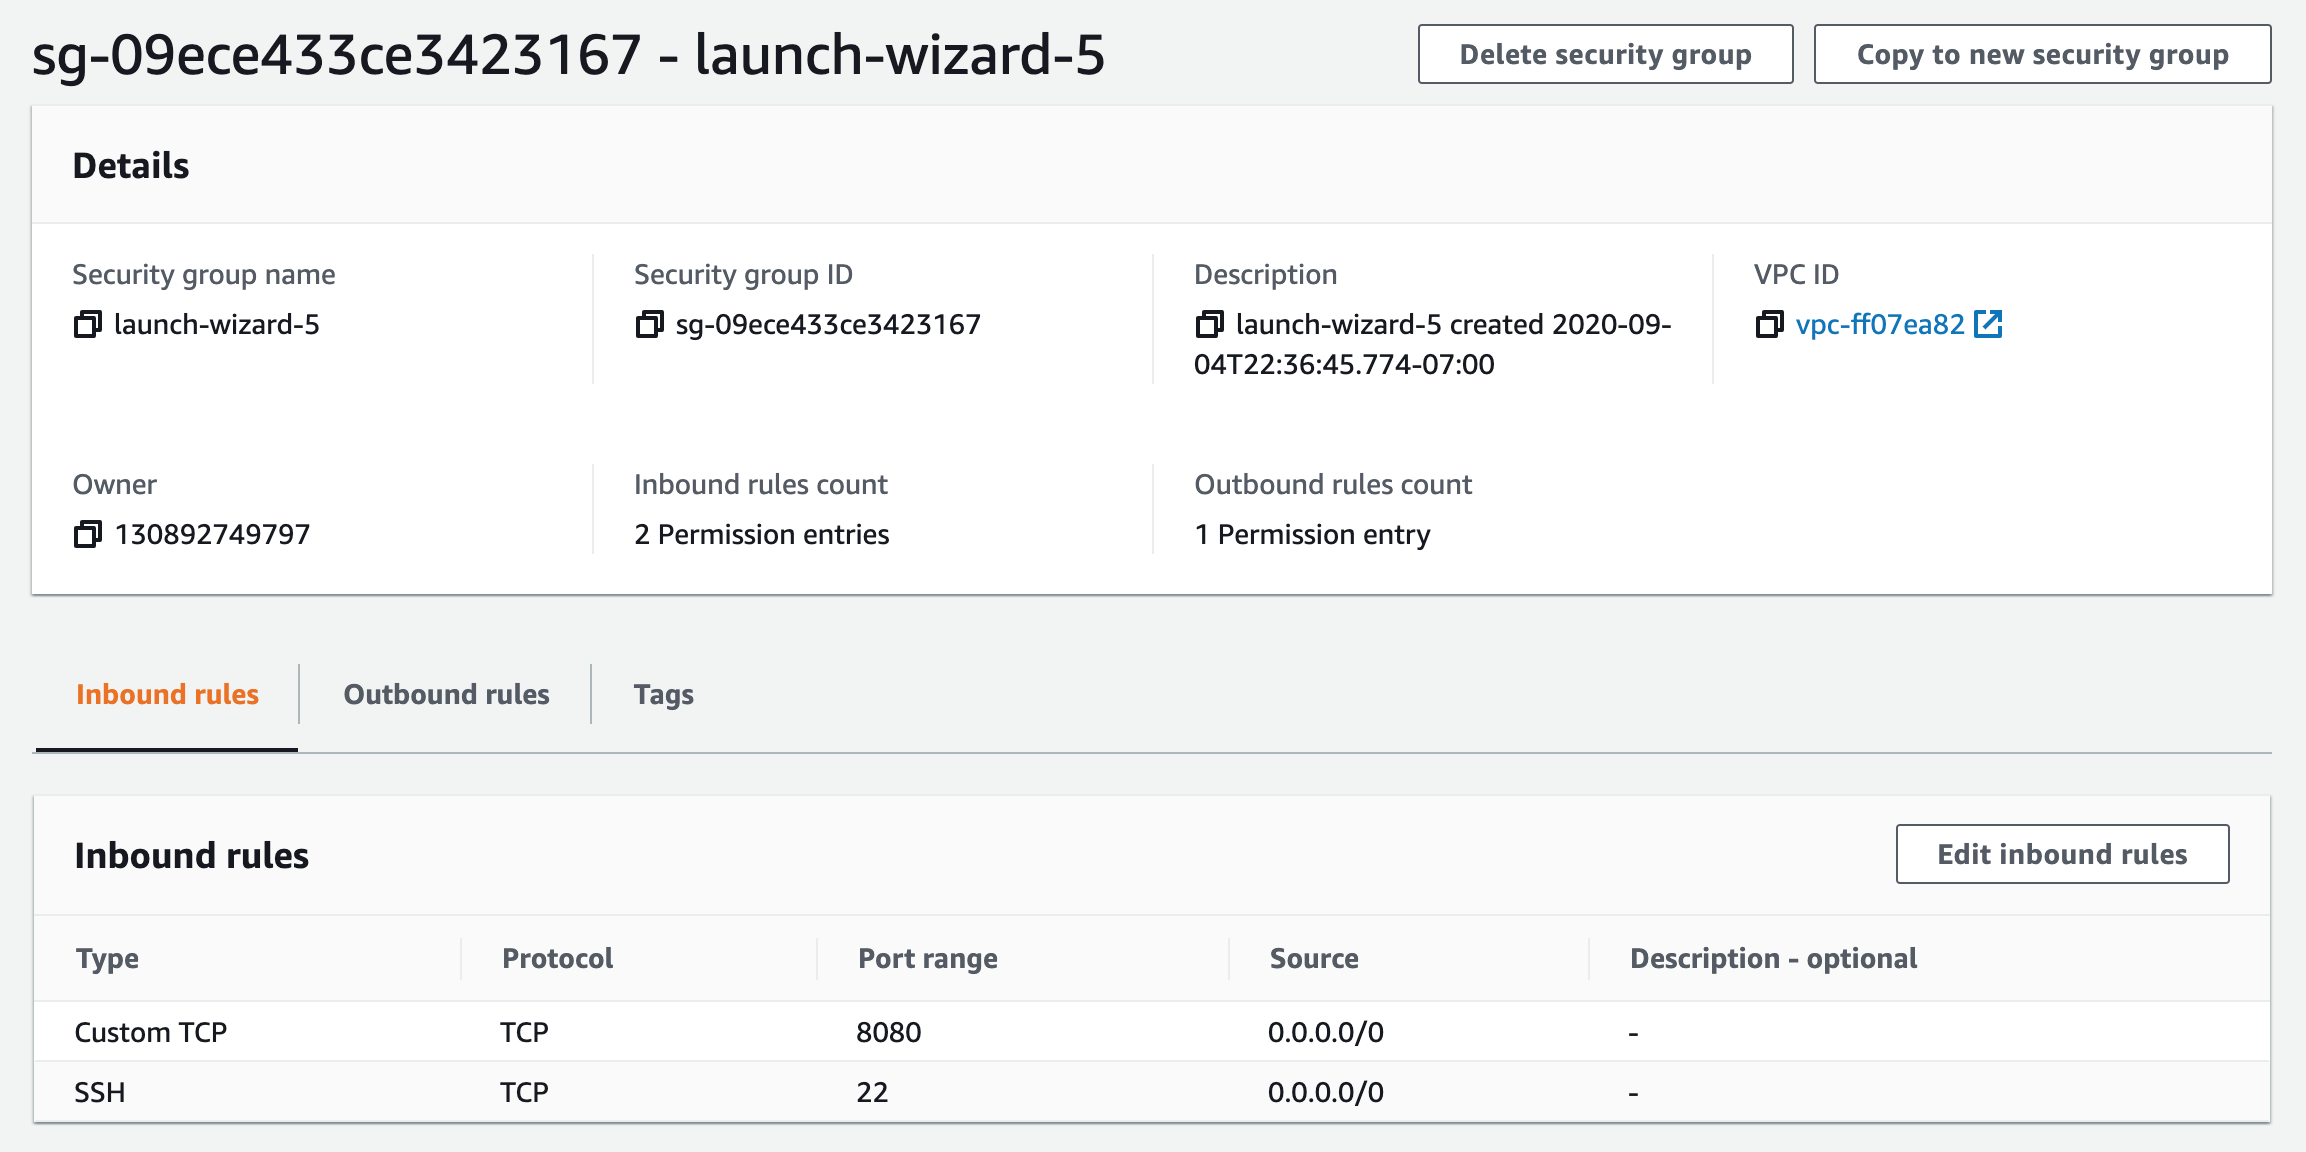 sg-09ece433ce3423167 - launch-wizard-5
Delete security group
Copy to new security group
Details
Security group name
launch-wizard-5
Security group ID
sg-09ece433ce3423167
Description
launch-wizard-5 created 2020-09-
04T22:36:45.774-07:00
VPC ID
vpc-ff07ea82
Owner
130892749797
Inbound rules count
2 Permission entries
Outbound rules count
1 Permission entry
Inbound rules
Outbound rules
Tags
Inbound rules
Edit inbound rules
Type Protocol Port range Source Description - optional
Custom TCP TCP 8080 0.0.0.0/0 -
SSH TCP 22 0.0.0.0/0 -